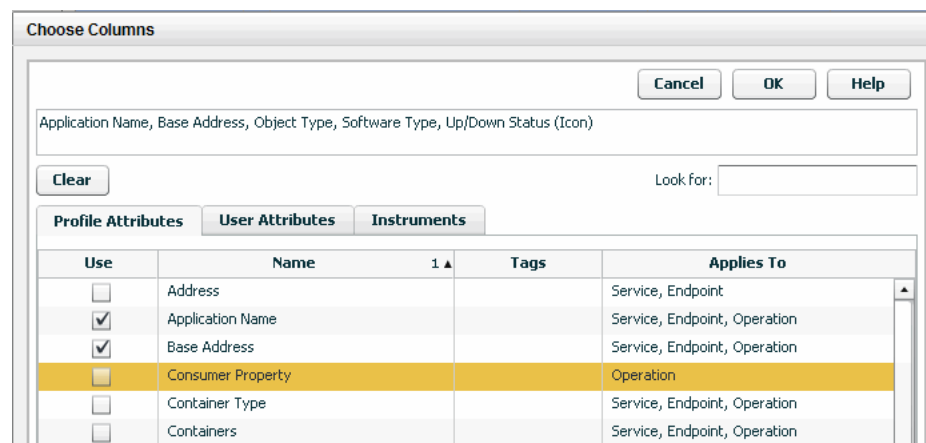 Choose Columns
Cancel OK Help
Application Name, Base Address, Object Type, Software Type, Up/Down Status (Icon)
Clear Look for:
Profile Attributes User Attributes Instruments
Use Name 1 ▲ Tags Applies To
Address Service, Endpoint
Application Name Service, Endpoint, Operation
Base Address Service, Endpoint, Operation
Consumer Property Operation
Container Type Service, Endpoint, Operation
Containers Service, Endpoint, Operation